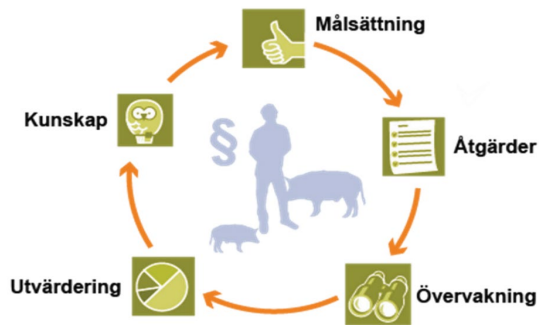 Målsättning
Kunskap
§
Åtgärder
Utvärdering
Övervakning